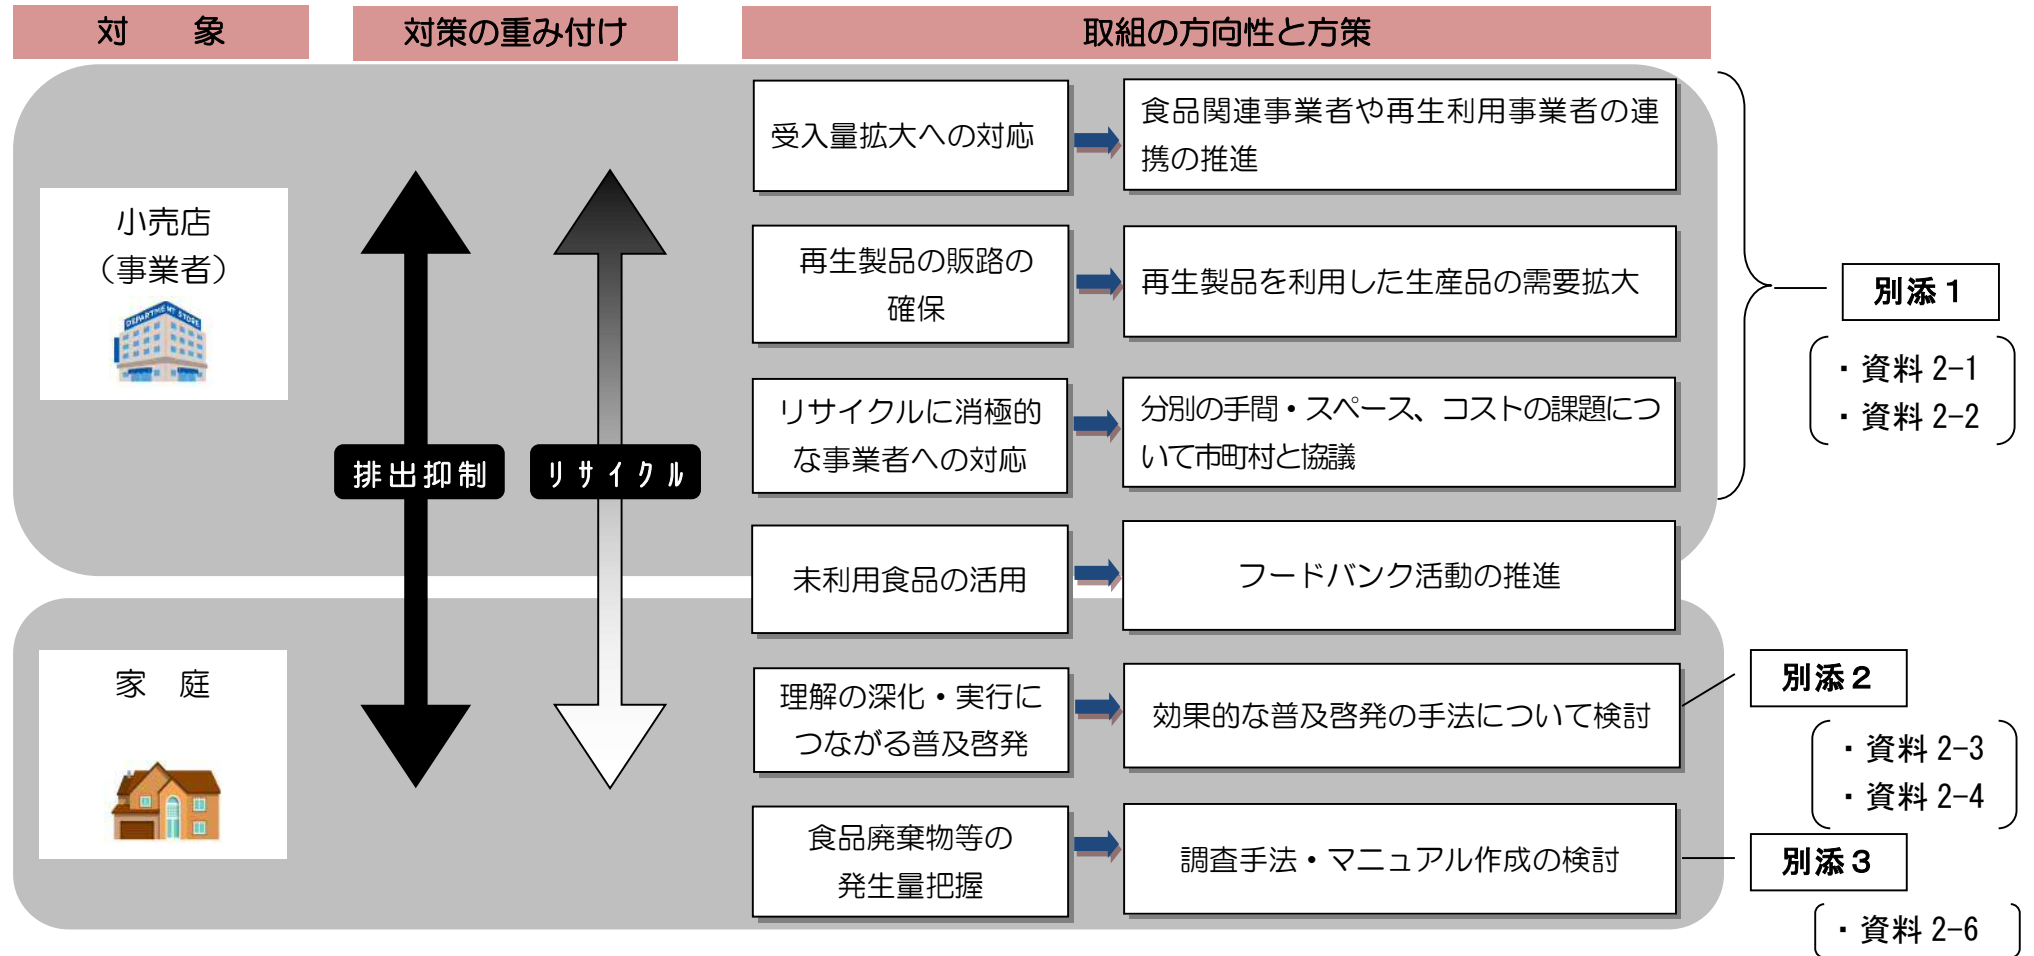 対　象
対策の重み付け
取組の方向性と方策
小売店
（事業者）
DEPARTMENT STORE
排出抑制
リサイクル
受入量拡大への対応
食品関連事業者や再生利用事業者の連
携の推進
再生製品の販路の
確保
再生製品を利用した生産品の需要拡大
リサイクルに消極的
な事業者への対応
分別の手間・スペース、コストの課題につ
いて市町村と協議
別添１
・資料 2-1
・資料 2-2
未利用食品の活用
フードバンク活動の推進
家　庭
理解の深化・実行に
つながる普及啓発
効果的な普及啓発の手法について検討
別添２
・資料 2-3
・資料 2-4
食品廃棄物等の
発生量把握
調査手法・マニュアル作成の検討
別添３
・資料 2-6